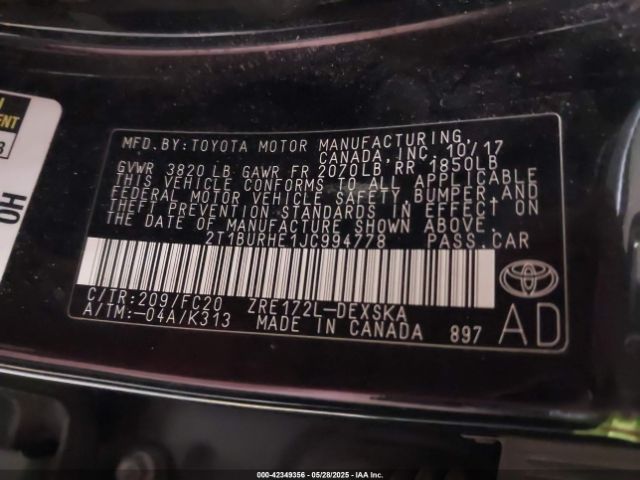 MFD.BY:TOYOTA MOTOR MANUFACTURING,
CANADA, INC. 10/17
GVWR 3820 LB GAWR FR 2070LB RR 1850LB
THIS VEHICLE CONFORMS TO ALL APPLICABLE
FEDERAL MOTOR VEHICLE SAFETY, BUMPER, AND
THEFT PREVENTION STANDARDS IN EFFECT ON
THE DATE OF MANUFACTURE SHOWN ABOVE.
2T1BURHE1JC994778 PASS.CAR
C/TR:209/FC20 ZRE172L-DEXSKA
A/TM:-04A/K313 MADE IN CANADA 897
AD
HO
000-42349356 | 05/28/2025 | IAA Inc.